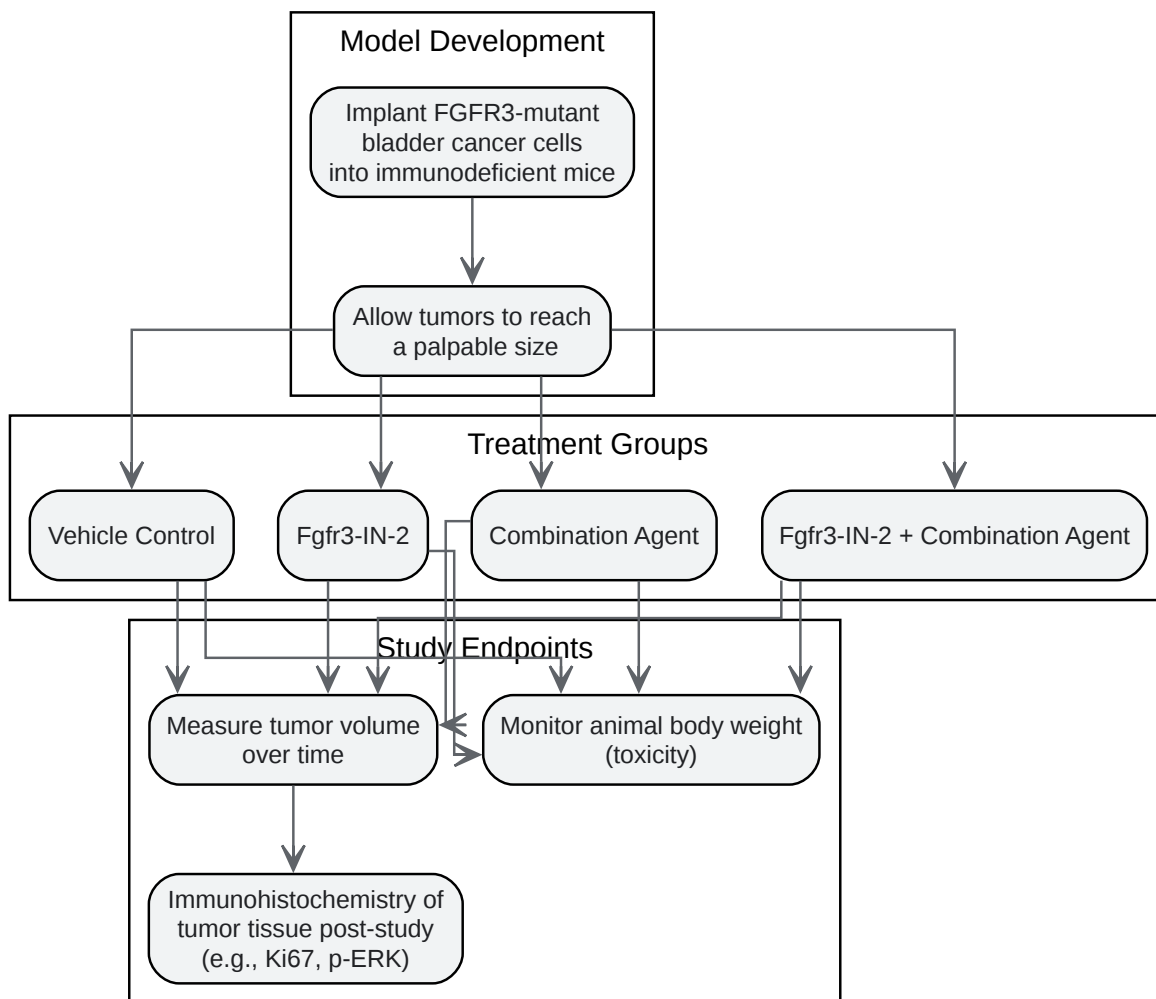 Model Development
Implant FGFR3-mutant
bladder cancer cells
into immunodeficient mice
Allow tumors to reach
a palpable size
Treatment Groups
Vehicle Control
Fgfr3-IN-2
Combination Agent
Fgfr3-IN-2 + Combination Agent
Study Endpoints
Measure tumor volume
over time
Monitor animal body weight
(toxicity)
Immunohistochemistry of
tumor tissue post-study
(e.g., Ki67, p-ERK)